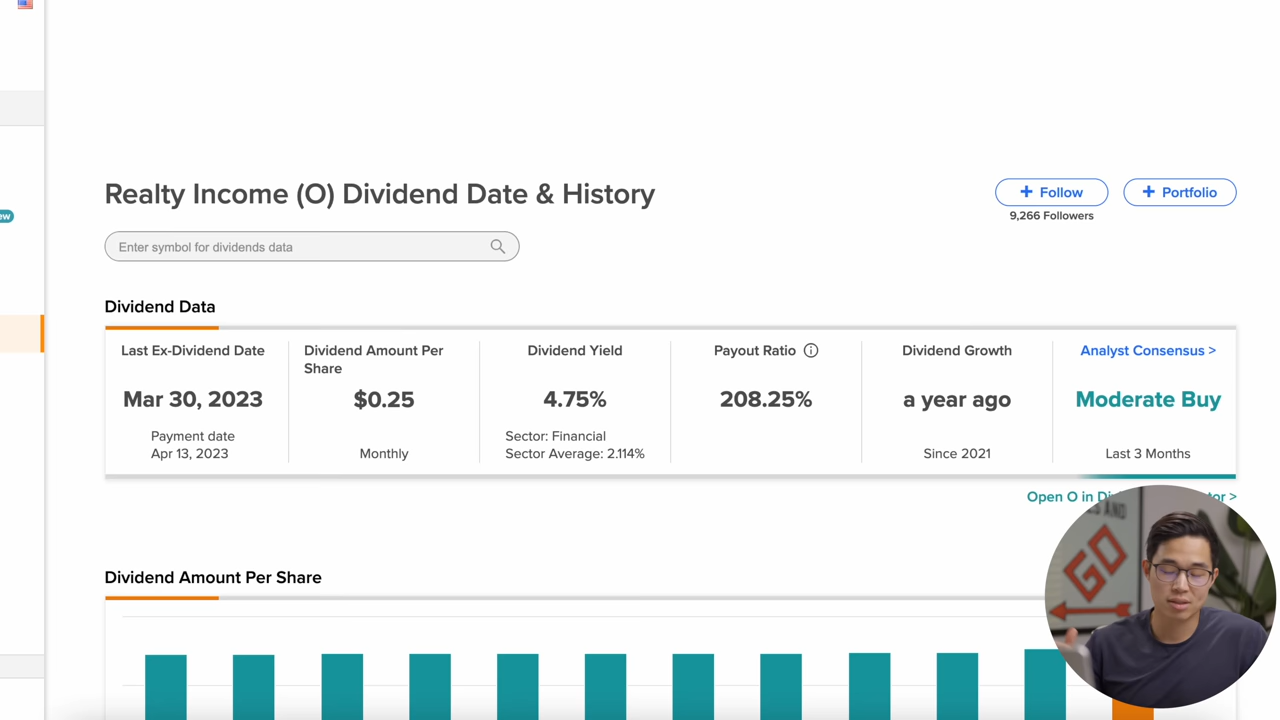 ew
Realty Income (O) Dividend Date & History
+ Follow
+ Portfolio
9,266 Followers
Enter symbol for dividends data
Dividend Data
Last Ex-Dividend Date
Mar 30, 2023
Payment date
Apr 13, 2023
Dividend Amount Per
Share
$0.25
Monthly
Dividend Yield
4.75%
Sector: Financial
Sector Average: 2.114%
Payout Ratio
208.25%
Dividend Growth
a year ago
Since 2021
Analyst Consensus >
Moderate Buy
Last 3 Months
Open O in
Dividend Amount Per Share
GO